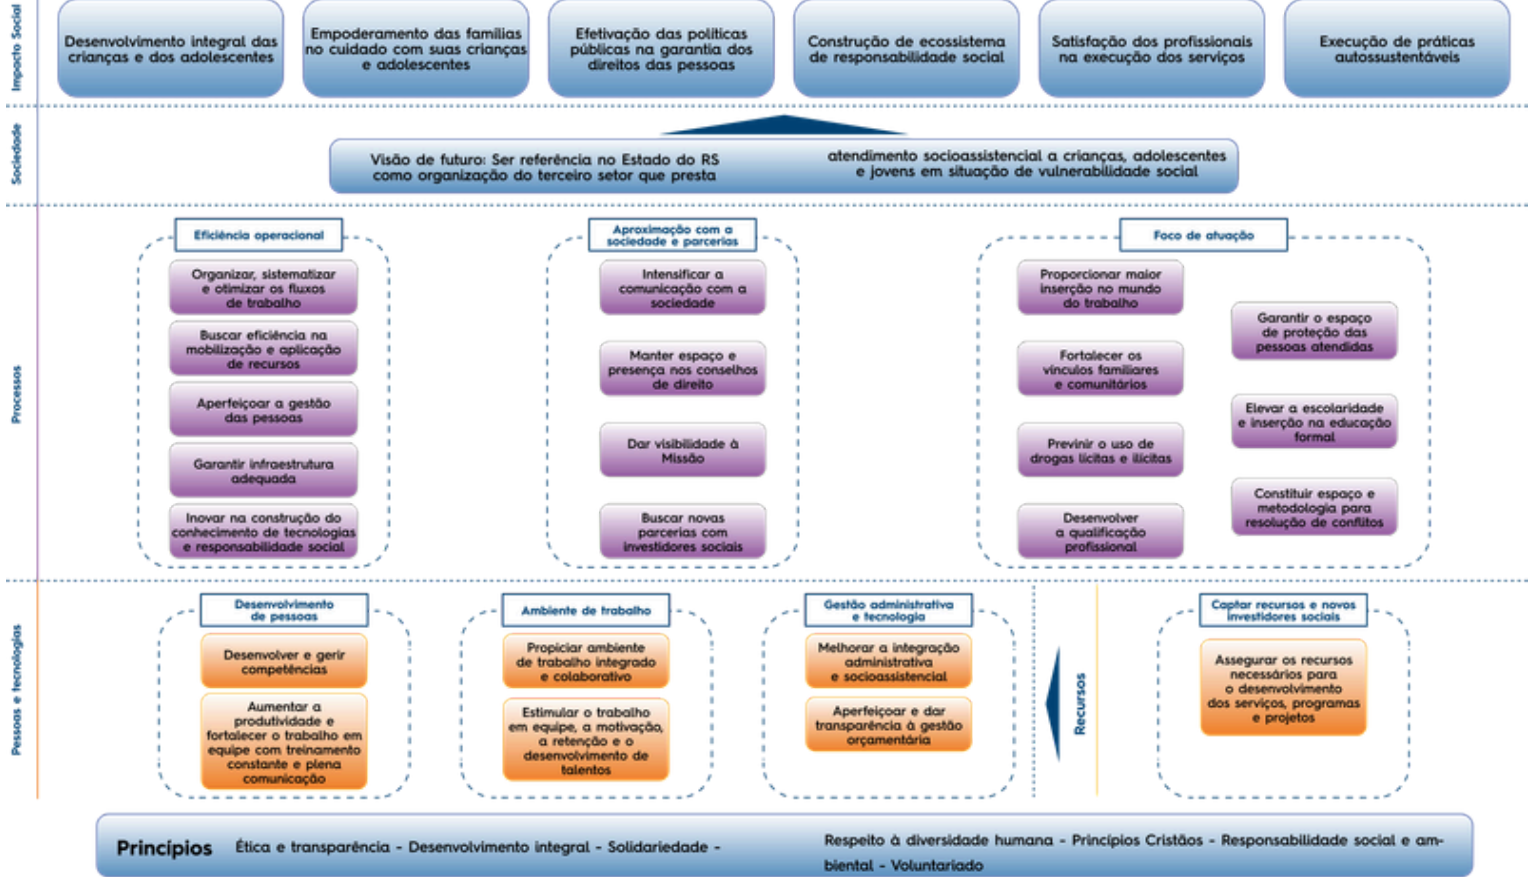 Impacto Social
Desenvolvimento integral das
crianças e dos adolescentes
Empoderamento das famílias
no cuidado com suas crianças
e adolescentes
Efetivação das políticas
públicas na garantia dos
direitos das pessoas
Construção de ecossistema
de responsabilidade social
Satisfação dos profissionais
na execução dos serviços
Execução de práticas
autossustentáveis
Sociedade
Visão de futuro: Ser referência no Estado do RS
como organização do terceiro setor que presta
atendimento socioassistencial a crianças, adolescentes
e jovens em situação de vulnerabilidade social
Processos
Eficiência operacional
Organizar, sistematizar
e otimizar os fluxos
de trabalho
Buscar eficiência na
mobilização e aplicação
de recursos
Aperfeiçoar a gestão
das pessoas
Garantir infraestrutura
adequada
Inovar na construção do
conhecimento de tecnologias
e responsabilidade social
Aproximação com a
sociedade e parcerias
Intensificar a
comunicação com a
sociedade
Manter espaço e
presença nos conselhos
de direito
Dar visibilidade à
Missão
Buscar novas
parcerias com
investidores sociais
Foco de atuação
Proporcionar maior
inserção no mundo
do trabalho
Fortalecer os
vínculos familiares
e comunitários
Previnir o uso de
drogas lícitas e ilícitas
Desenvolver
a qualificação
profissional
Garantir o espaço
de proteção das
pessoas atendidas
Elevar a escolaridade
e inserção na educação
formal
Constituir espaço e
metodologia para
resolução de conflitos
Pessoas e tecnologias
Desenvolvimento
de pessoas
Desenvolver e gerir
competências
Aumentar a
produtividade e
fortalecer o trabalho em
equipe com treinamento
constante e plena
comunicação
Ambiente de trabalho
Propiciar ambiente
de trabalho integrado
e colaborativo
Estimular o trabalho
em equipe, a motivação,
a retenção e o
desenvolvimento de
talentos
Gestão administrativa
e tecnologia
Melhorar a integração
administrativa
e socioassistencial
Aperfeiçoar e dar
transparência à gestão
orçamentária
Recursos
Captar recursos e novos
investidores sociais
Assegurar os recursos
necessários para
o desenvolvimento
dos serviços, programas
e projetos
Princípios
Ética e transparência - Desenvolvimento integral - Solidariedade -
Respeito à diversidade humana - Princípios Cristãos - Responsabilidade social e am-
biental - Voluntariado